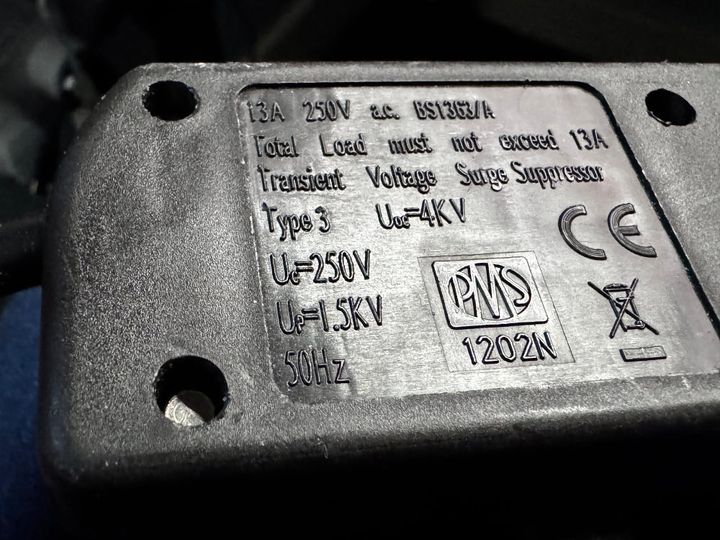 13A 250V a.c. BS1363/A
Total Load must not exceed 13A
Transient Voltage Surge Suppressor
Type 3 Uoc=4KV
Uc=250V
Up=1.5KV
50Hz
PMS
1202N
CE